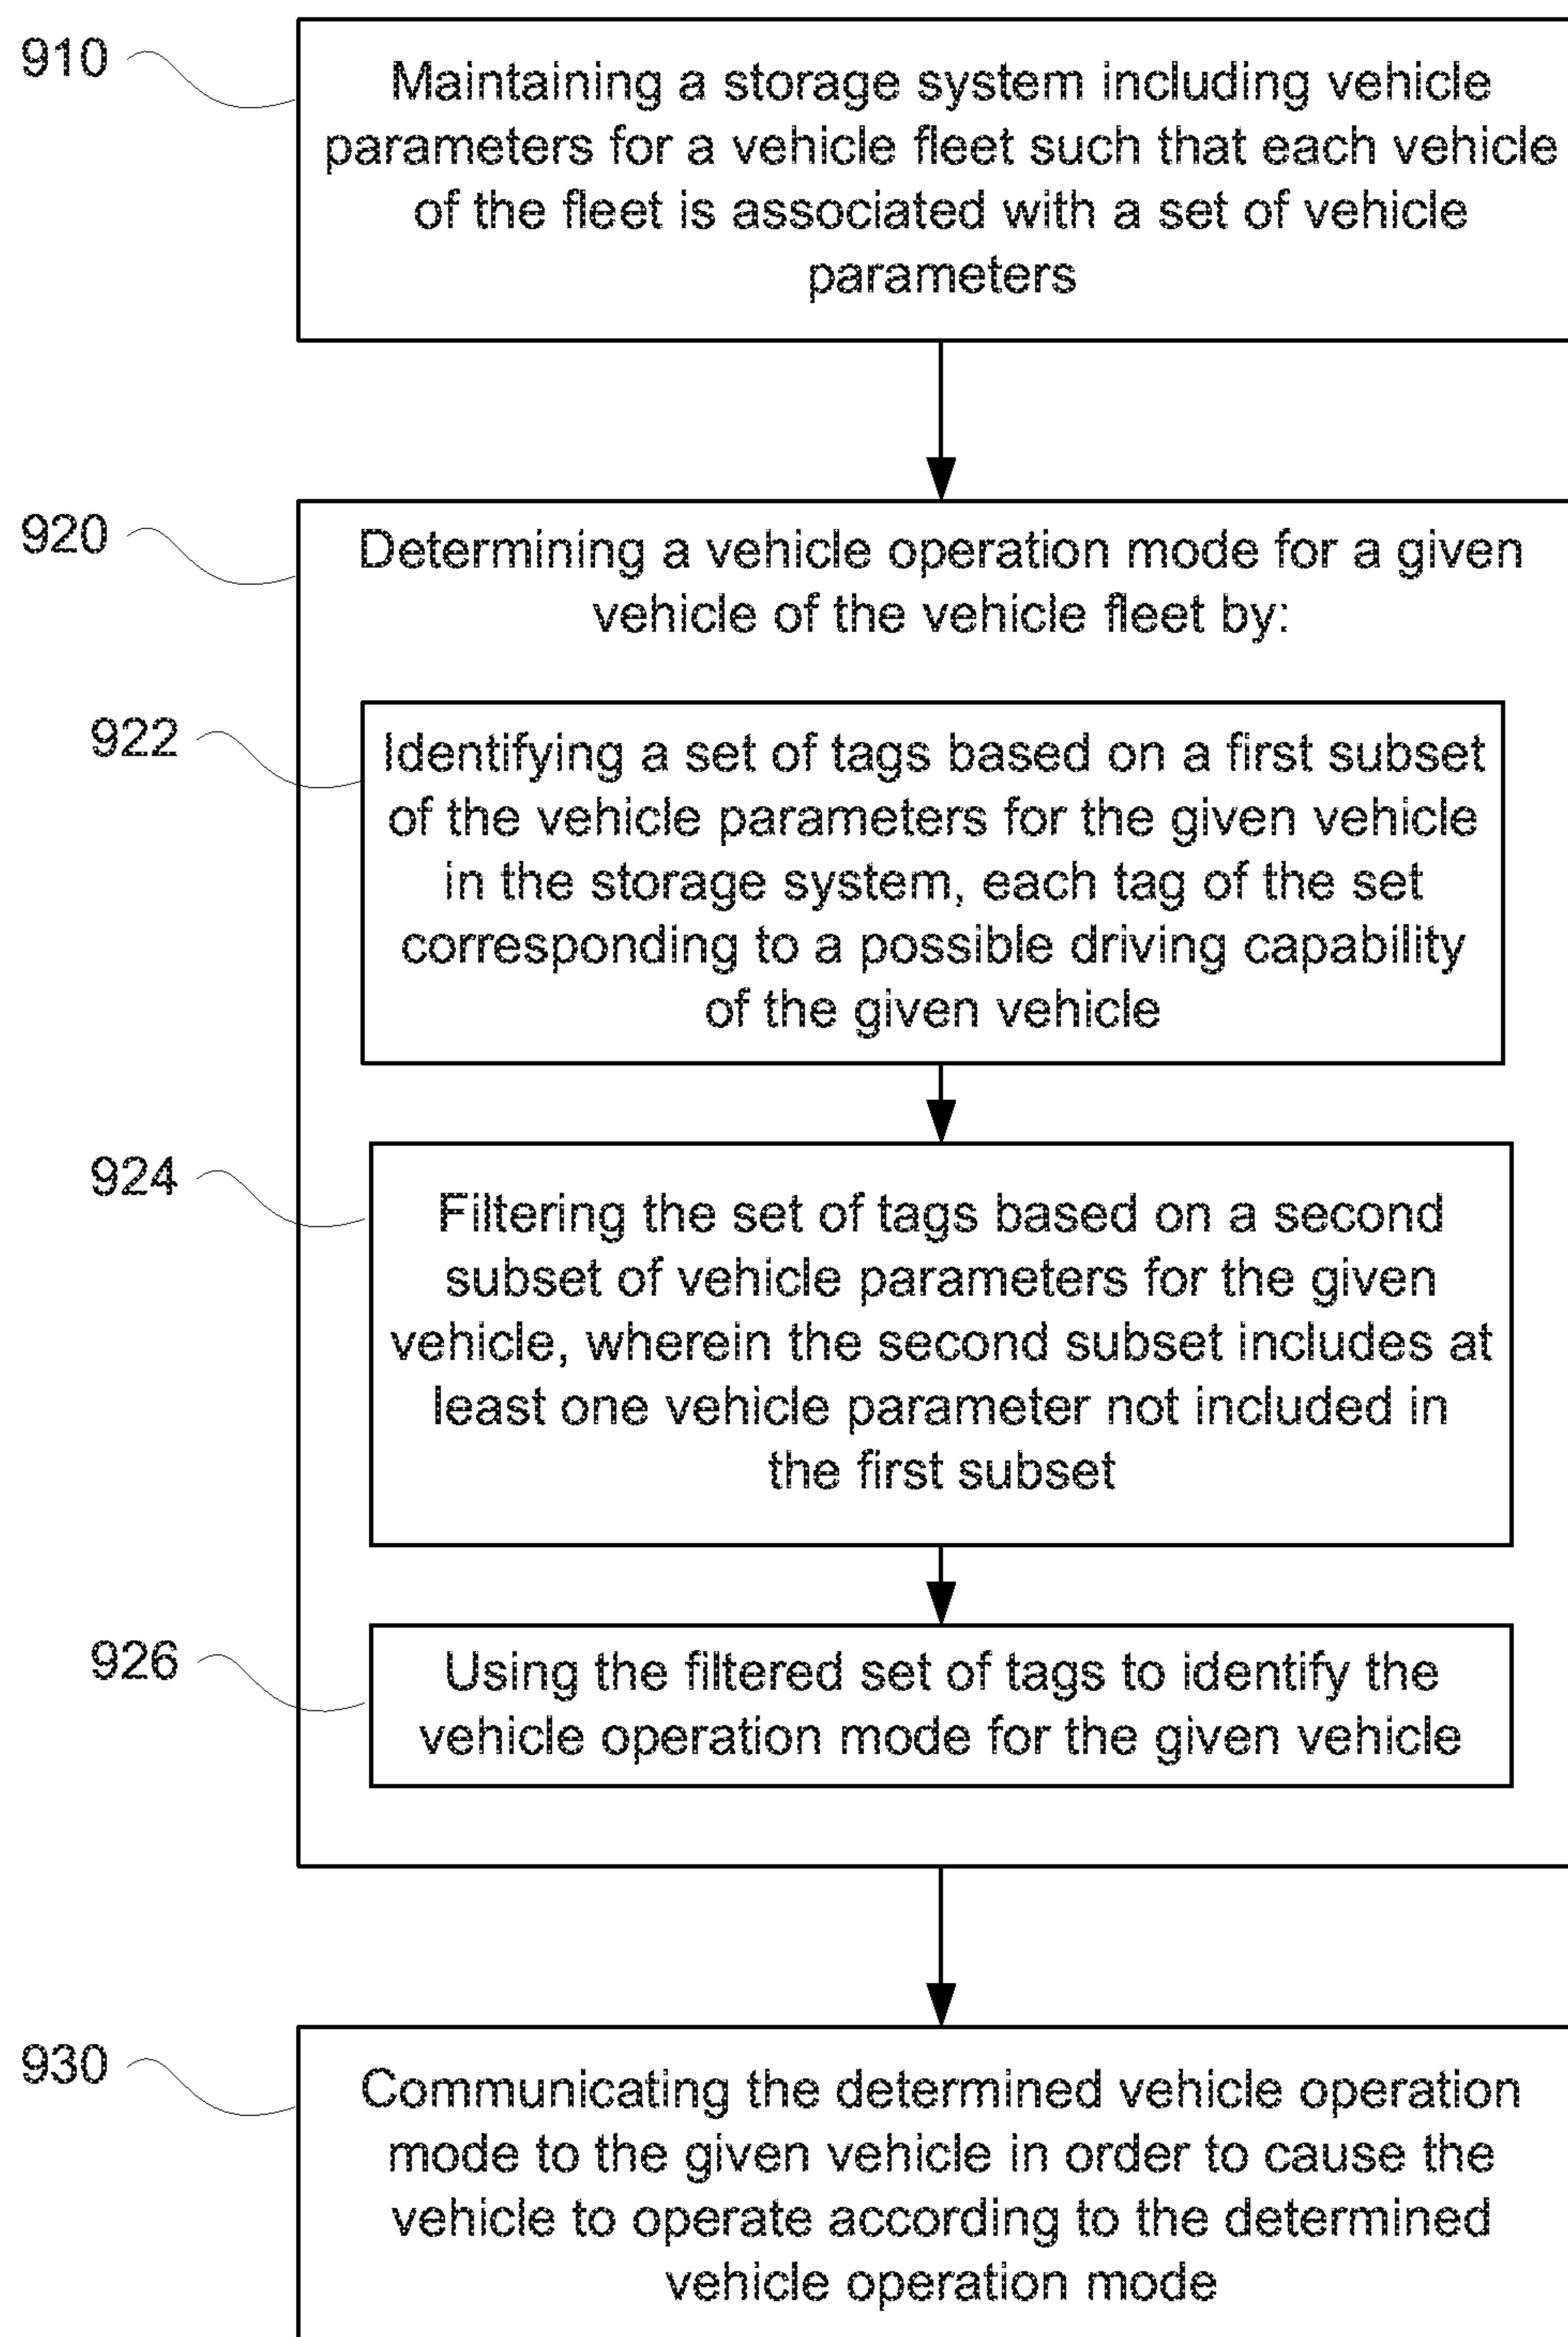 910
Maintaining a storage system including vehicle
parameters for a vehicle fleet such that each vehicle
of the fleet is associated with a set of vehicle
parameters
920
Determining a vehicle operation mode for a given
vehicle of the vehicle fleet by:
922
Identifying a set of tags based on a first subset
of the vehicle parameters for the given vehicle
in the storage system, each tag of the set
corresponding to a possible driving capability
of the given vehicle
924
Filtering the set of tags based on a second
subset of vehicle parameters for the given
vehicle, wherein the second subset includes at
least one vehicle parameter not included in
the first subset
926
Using the filtered set of tags to identify the
vehicle operation mode for the given vehicle
930
Communicating the determined vehicle operation
mode to the given vehicle in order to cause the
vehicle to operate according to the determined
vehicle operation mode